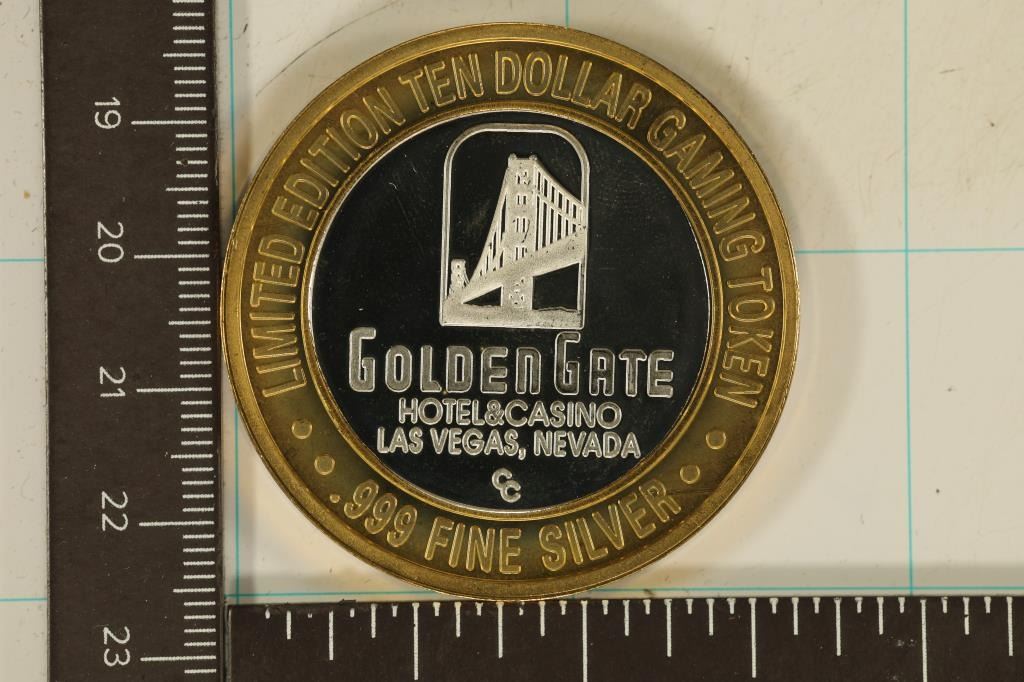 LIMITED EDITION TEN DOLLAR GAMING TOKEN
GOLDEN GATE
HOTEL&CASINO
LAS VEGAS, NEVADA
CC
.999 FINE SILVER
19
20
21
22
23